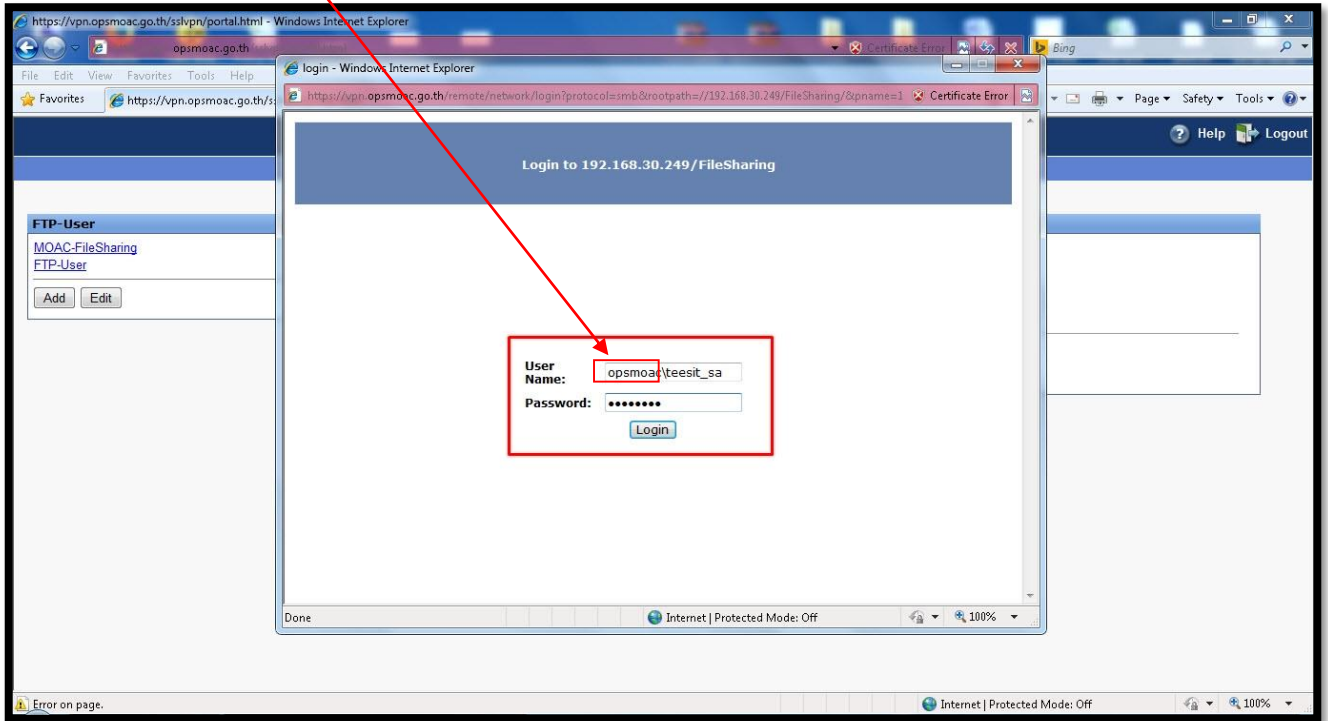 https://vpn.opsmoac.go.th/sslvpn/portal.html - Windows Internet Explorer
opsmoac.go.th
Certificate Error
Bing
File Edit View Favorites Tools Help
login - Windows Internet Explorer
https://vpn.opsmoac.go.th/remote/network/login?protocol=smb&rootpath=//192.168.30.249/FileSharing/&pname=1
Certificate Error
Favorites
https://vpn.opsmoac.go.th/s
Page Safety Tools
Help Logout
Login to 192.168.30.249/FileSharing
FTP-User
MOAC-FileSharing
FTP-User
Add Edit
User Name: opsmoac\teesit_sa
Password: ••••••••
Login
Done
Internet | Protected Mode: Off
100%
Error on page.
Internet | Protected Mode: Off
100%